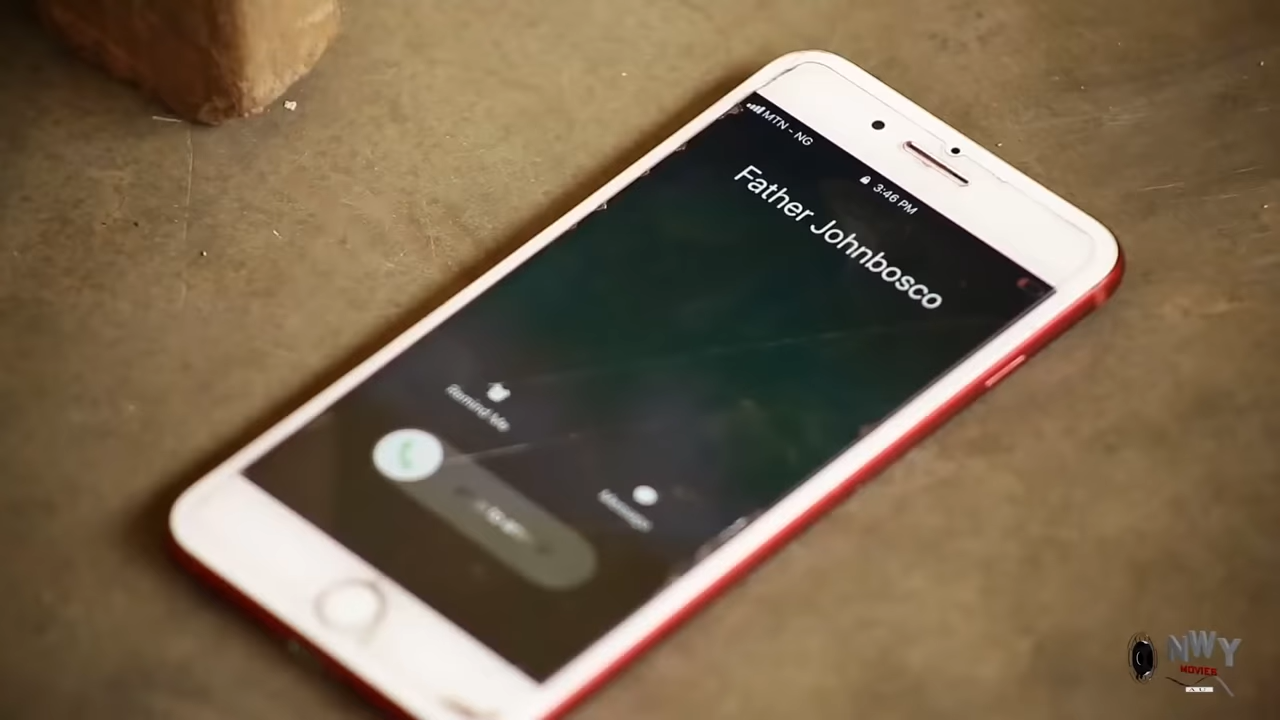 MTN - NG
3:46 PM
Father Johnbosco
Remind Me
Message
NWY
MOVIES